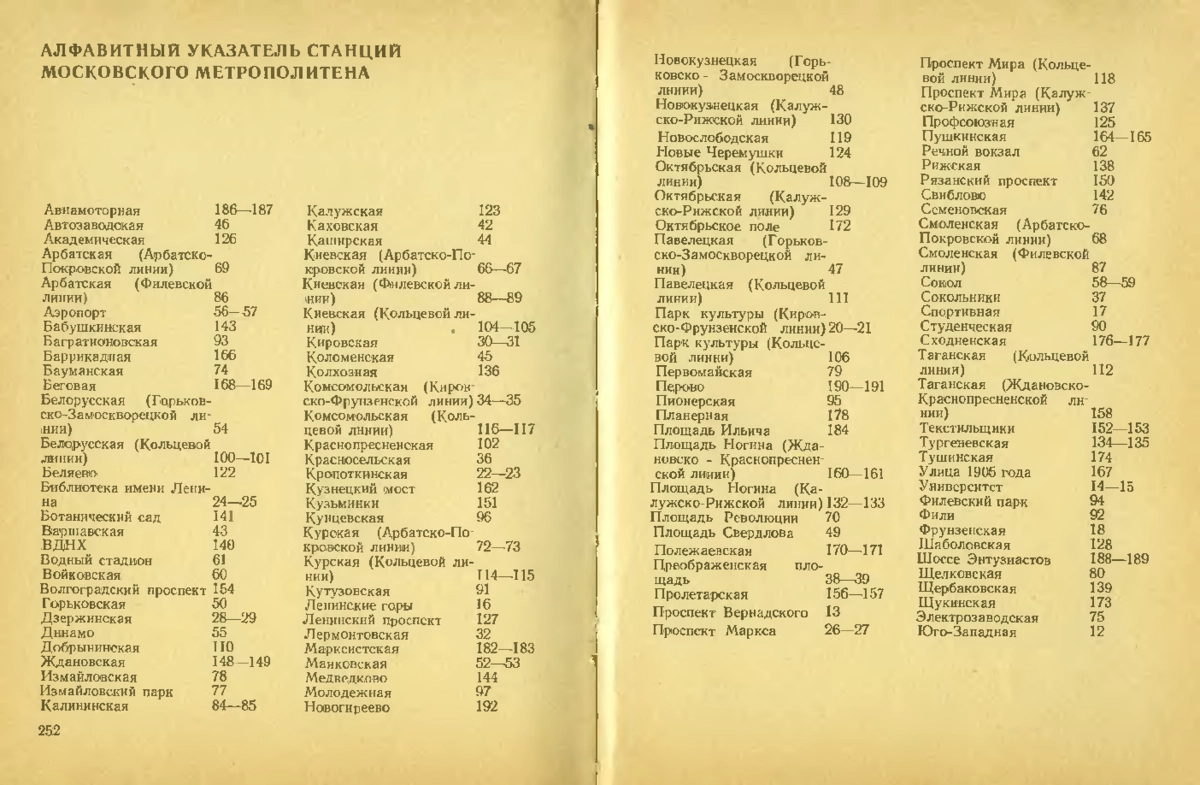 АЛФАВИТНЫЙ УКАЗАТЕЛЬ СТАНЦИЙ
МОСКОВСКОГО МЕТРОПОЛИТЕНА
Авиамоторная 186—187
Автозаводская 46
Академическая 126
Арбатская (Арбатско-
Покровской линии) 69
Арбатская (Филевской
линии) 86
Аэропорт 56—57
Бабушкинская 143
Багратионовская 93
Баррикадная 166
Бауманская 74
Беговая 168—169
Белорусская (Горьков-
ско-Замоскворецкой ли-
нии) 54
Белорусская (Кольцевой
линии) 100—101
Беляево 122
Библиотека имени Лени-
на 24—25
Ботанический сад 141
Варшавская 43
ВДНХ 140
Водный стадион 61
Войковская 60
Волгоградский проспект 154
Горьковская 50
Дзержинская 28—29
Динамо 55
Добрынинская 110
Ждановская 148—149
Измайловская 78
Измайловский парк 77
Калининская 84—85
252
Калужская 123
Каховская 42
Каширская 44
Киевская (Арбатско-По-
кровской линии) 66—67
Киевская (Филевской ли-
нии) 88—89
Киевская (Кольцевой ли-
нии) 104—105
Кировская 30—31
Коломенская 45
Колхозная 136
Комсомольская (Киров-
ско-Фрунзенской линии) 34—35
Комсомольская (Коль-
цевой линии) 116—117
Краснопресненская 102
Красносельская 36
Кропоткинская 22—23
Кузнецкий мост 162
Кузьминки 151
Кунцевская 96
Курская (Арбатско-По-
кровской линии) 72—73
Курская (Кольцевой ли-
нии) 114—115
Кутузовская 91
Ленинские горы 16
Ленинский проспект 127
Лермонтовская 32
Марксистская 182—183
Маяковская 52—53
Медведково 144
Молодежная 97
Новогиреево 192
Новокузнецкая (Горь-
ковско - Замоскворецкой
линии) 48
Новокузнецкая (Калуж-
ско-Рижской линии) 130
Новослободская 119
Новые Черемушки 124
Октябрьская (Кольцевой
линии) 108—109
Октябрьская (Калуж-
ско-Рижской линии) 129
Октябрьское поле 172
Павелецкая (Горьков-
ско-Замоскворецкой ли-
нии) 47
Павелецкая (Кольцевой
линии) 111
Парк культуры (Киров-
ско-Фрунзенской линии) 20—21
Парк культуры (Кольце-
вой линии) 106
Первомайская 79
Перово 190—191
Пионерская 95
Планерная 178
Площадь Ильича 184
Площадь Ногина (Жда-
новско - Краснопреснен-
ской линии) 160—161
Площадь Ногина (Ка-
лужско-Рижской линии) 132—133
Площадь Революции 70
Площадь Свердлова 49
Полежаевская 170—171
Преображенская пло-
щадь 38—39
Пролетарская 156—157
Проспект Вернадского 13
Проспект Маркса 26—27
Проспект Мира (Кольце-
вой линии) 118
Проспект Мира (Калуж-
ско-Рижской линии) 137
Профсоюзная 125
Пушкинская 164—165
Речной вокзал 62
Рижская 138
Рязанский проспект 150
Свиблово 142
Семеновская 76
Смоленская (Арбатско-
Покровской линии) 68
Смоленская (Филевской
линии) 87
Сокол 58—59
Сокольники 37
Спортивная 17
Студенческая 90
Сходненская 176—177
Таганская (Кольцевой
линии) 112
Таганская (Ждановско-
Краснопресненской ли-
нии) 158
Текстильщики 152—153
Тургеневская 134—135
Тушинская 174
Улица 1905 года 167
Университет 14—15
Филевский парк 94
Фили 92
Фрунзенская 18
Шаболовская 128
Шоссе Энтузиастов 188—189
Щелковская 80
Щербаковская 139
Щукинская 173
Электрозаводская 75
Юго-Западная 12